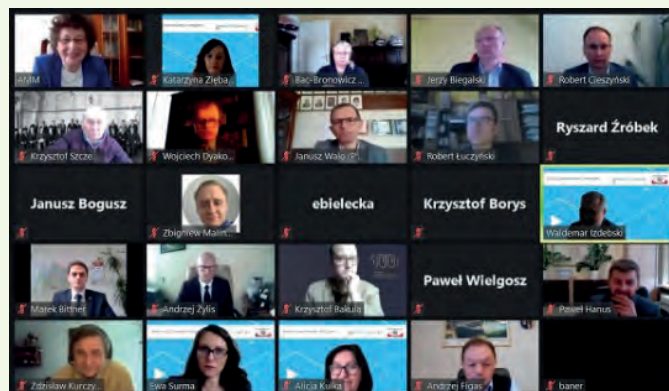 AMM
Katarzyna Zięba...
Bac-Bronowicz ...
Jerzy Biegalski
Robert Cieszyński
Krzysztof Szcze...
Wojciech Dyako...
Janusz Walo (P...
Robert Łuczyński
Ryszard Źróbek
Janusz Bogusz
Zbigniew Malin...
ebielecka
Krzysztof Borys
Waldemar Izdebski
Marek Bittner
Andrzej Żylis
Krzysztof Bakuła
Paweł Wielgosz
Paweł Hanus
Zdzisław Kurczy...
Ewa Surma
Alicja Kulka
Andrzej Figas
baner